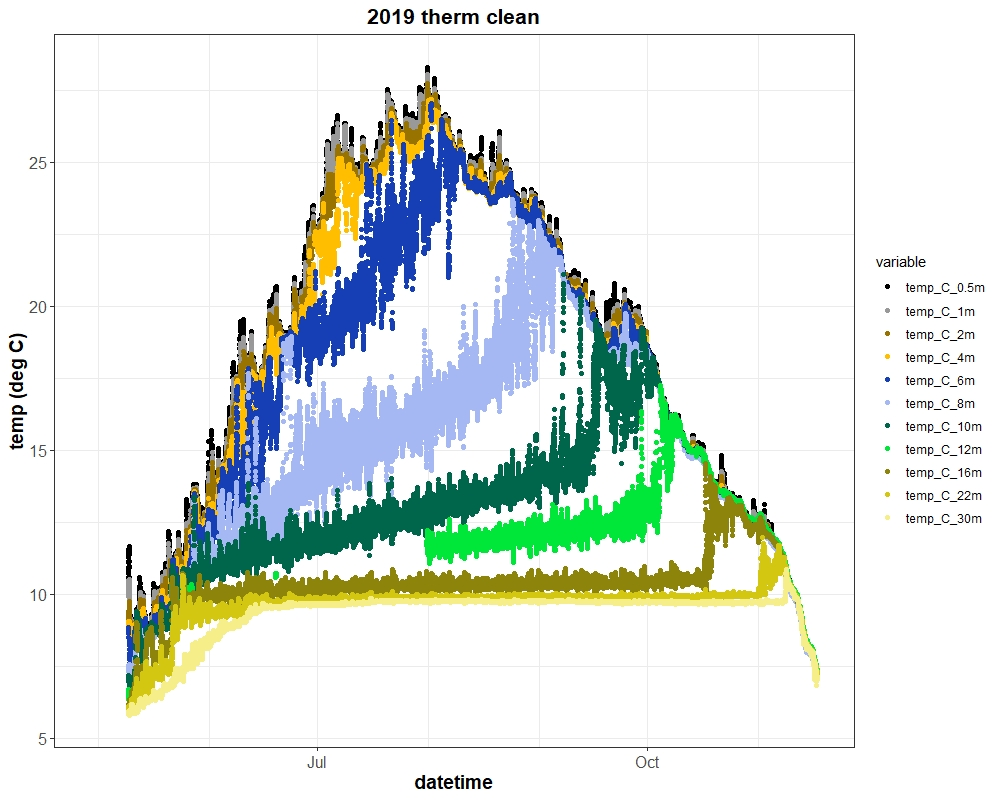 2019 therm clean
temp (deg C)
25
20
15
10
5
Jul
Oct
datetime
variable
temp_C_0.5m
temp_C_1m
temp_C_2m
temp_C_4m
temp_C_6m
temp_C_8m
temp_C_10m
temp_C_12m
temp_C_16m
temp_C_22m
temp_C_30m